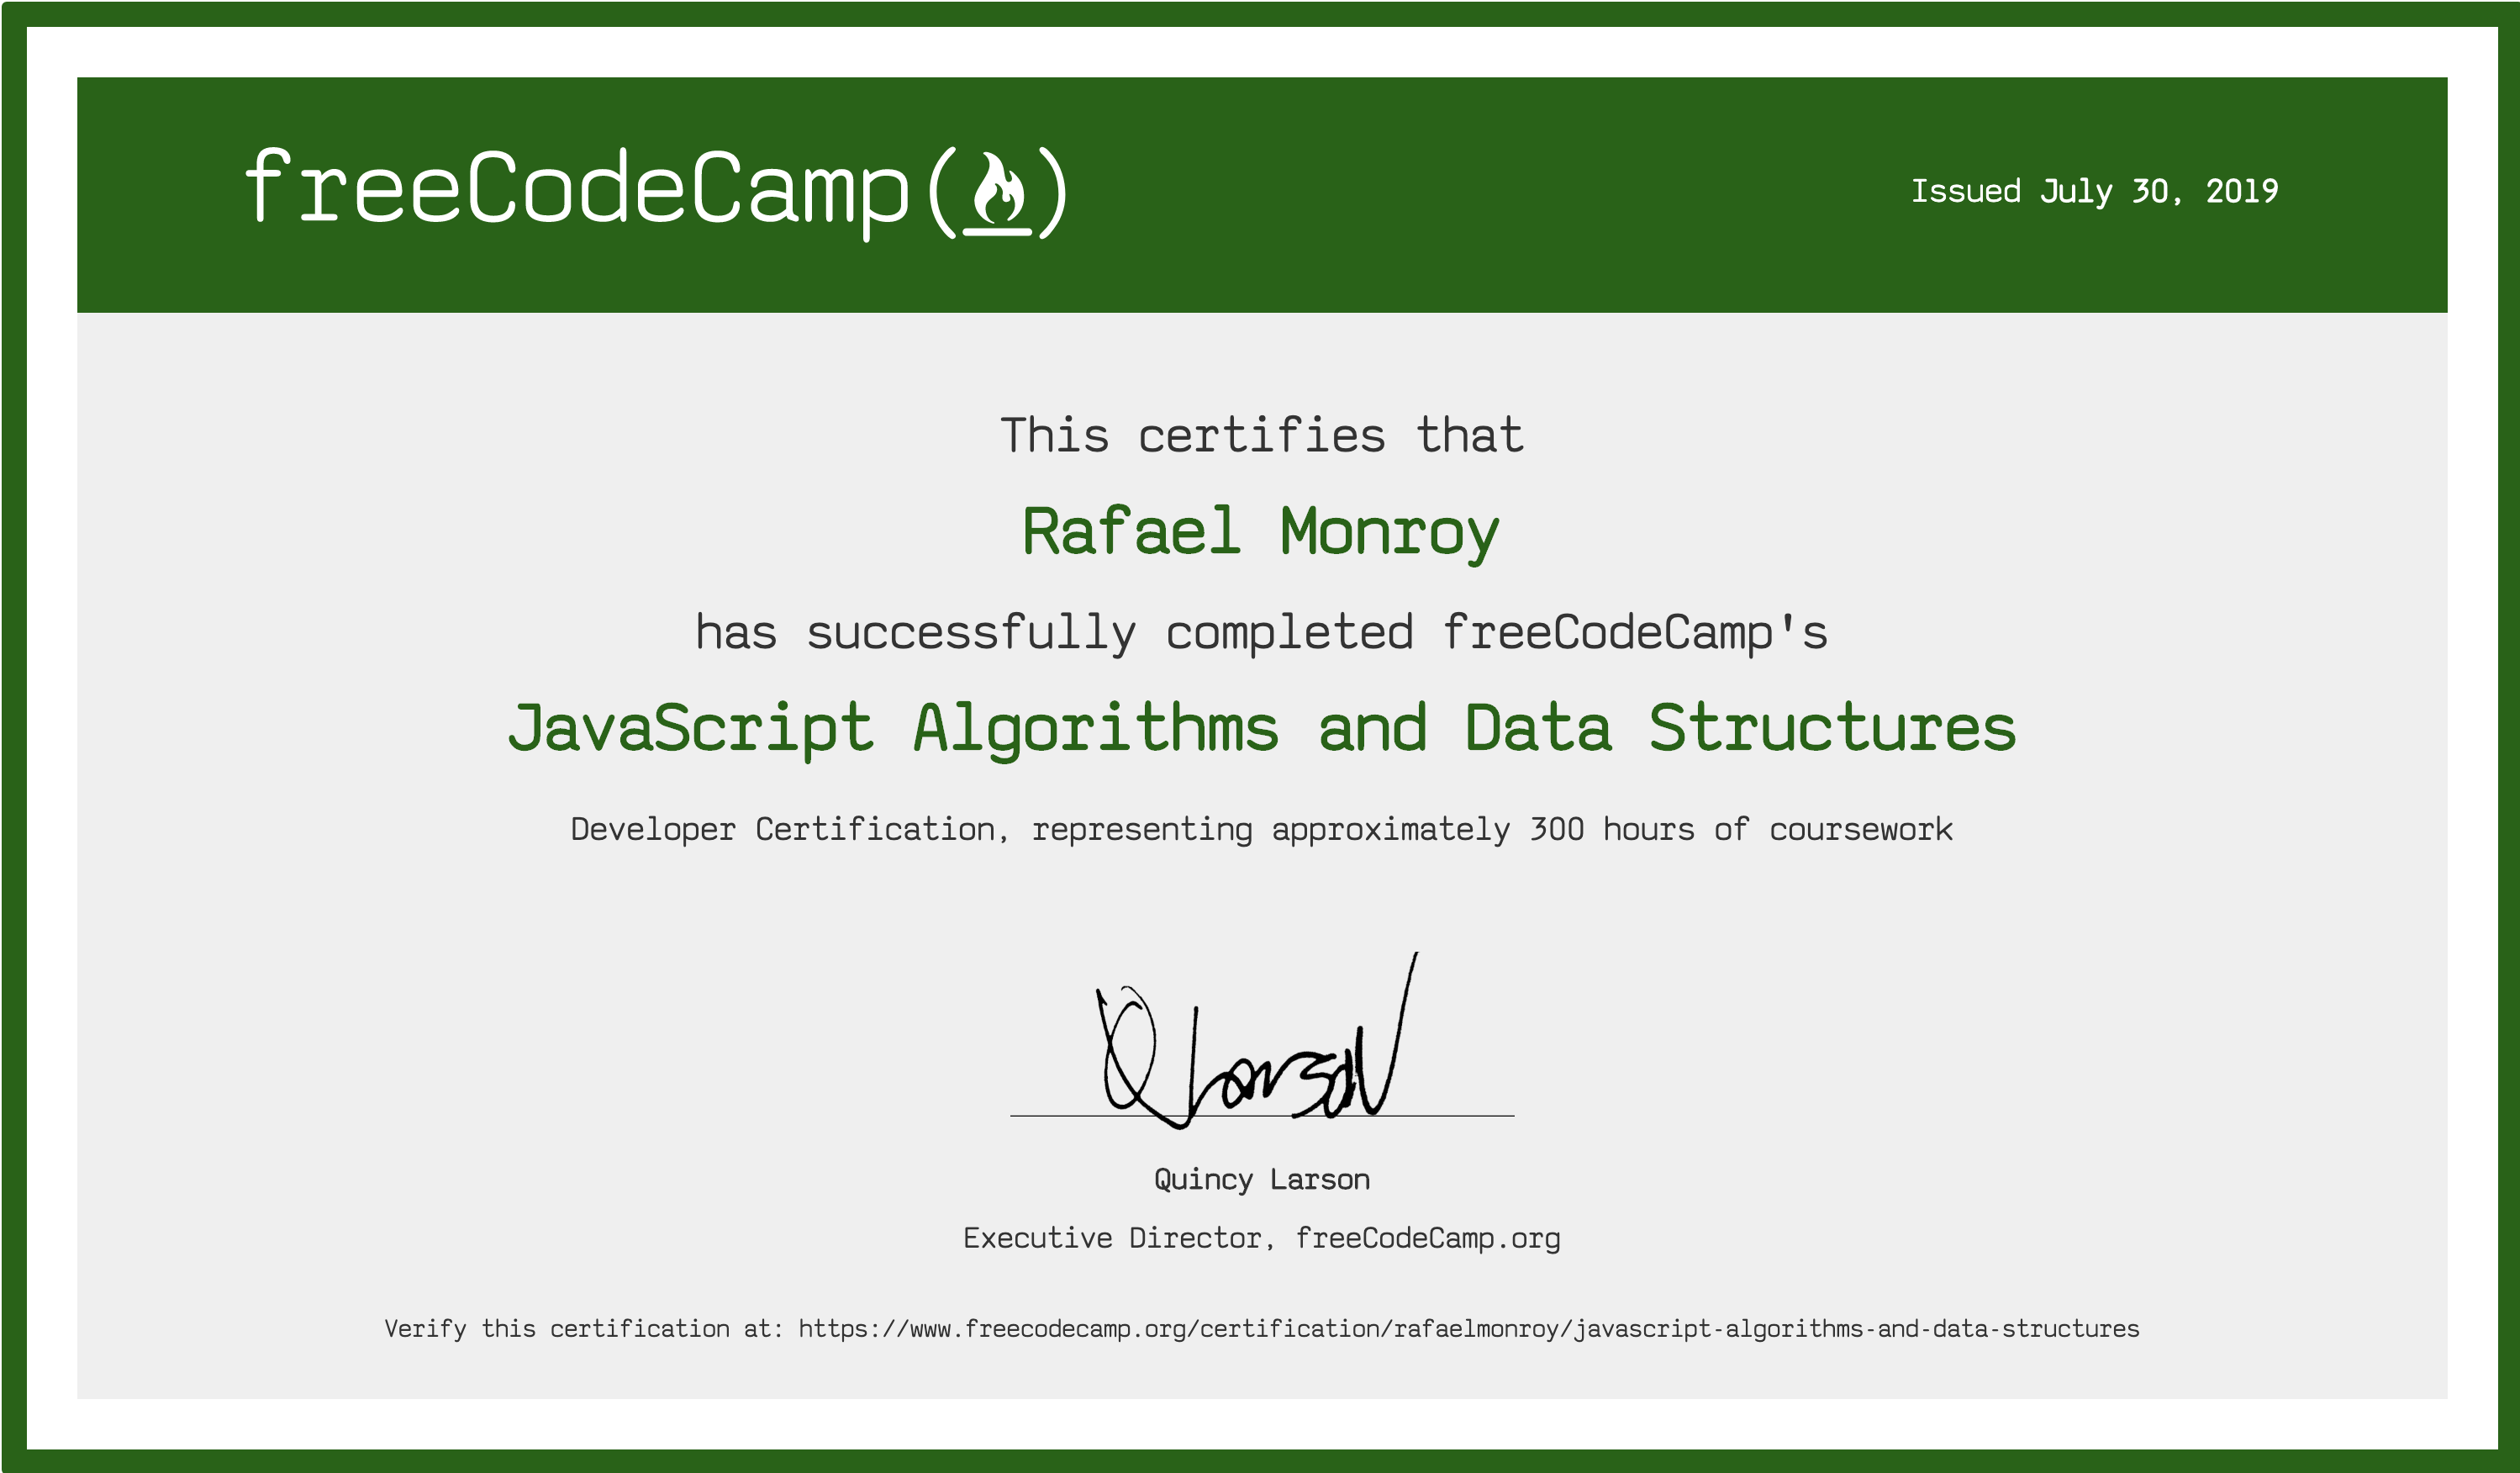 freeCodeCamp()
Issued July 30, 2019
This certifies that
Rafael Monroy
has successfully completed freeCodeCamp's
JavaScript Algorithms and Data Structures
Developer Certification, representing approximately 300 hours of coursework
Q Larson
Quincy Larson
Executive Director, freeCodeCamp.org
Verify this certification at: https://www.freecodecamp.org/certification/rafaelmonroy/javascript-algorithms-and-data-structures